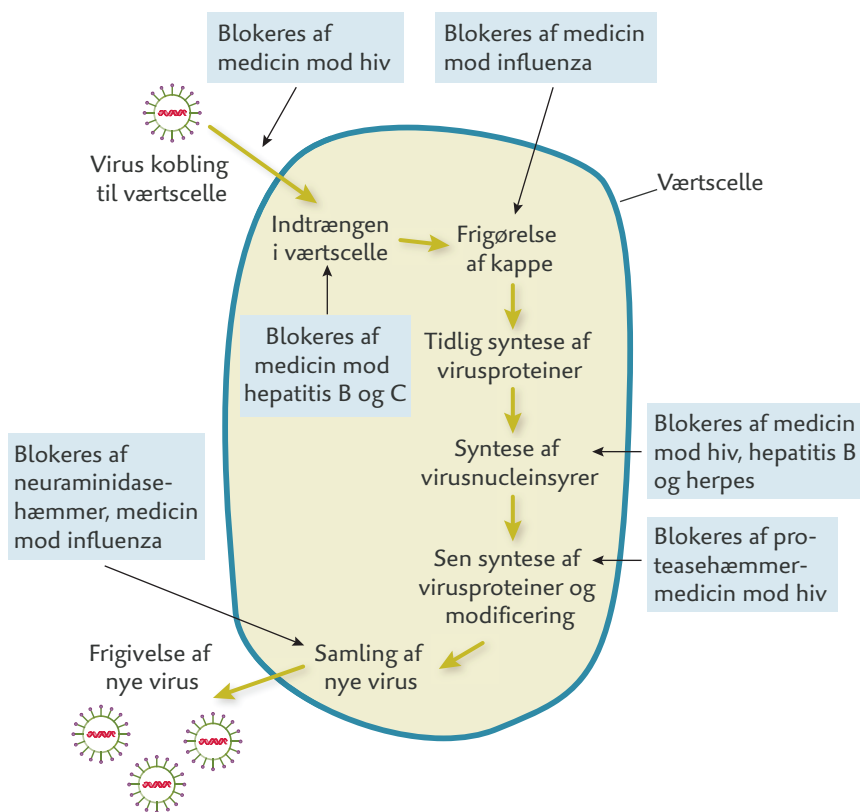 Blokeres af
medicin mod hiv
Blokeres af medicin
mod influenza
Virus kobling
til værtscelle
Værtscelle
Indtrængen
i værtscelle
Frigørelse
af kappe
Blokeres af
medicin mod
hepatitis B og C
Tidlig syntese af
virusproteiner
Blokeres af medicin
mod hiv, hepatitis B
og herpes
Syntese af
virusnucleinsyrer
Blokeres af
neuraminidase-
hæmmer, medicin
mod influenza
Blokeres af pro-
teasehæmmer-
medicin mod hiv
Sen syntese af
virusproteiner og
modificering
Samling af
nye virus
Frigivelse af
nye virus